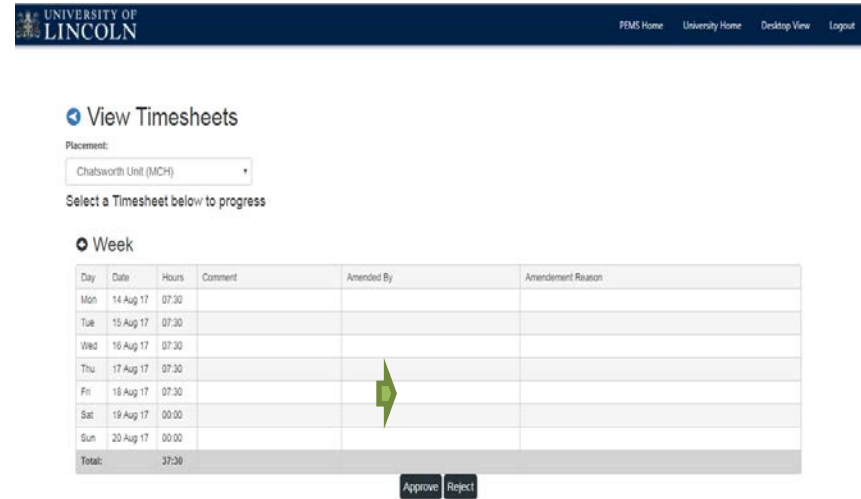 UNIVERSITY OF
LINCOLN
PEMS Home University Home Desktop View Logout
View Timesheets
Placement:
Chatsworth Unit (MCH)
Select a Timesheet below to progress
Week
Day Date Hours Comment Amended By Amendement Reason
Mon 14 Aug 17 07:30
Tue 15 Aug 17 07:30
Wed 16 Aug 17 07:30
Thu 17 Aug 17 07:30
Fri 18 Aug 17 07:30
Sat 19 Aug 17 00:00
Sun 20 Aug 17 00:00
Total: 37:30
Approve Reject